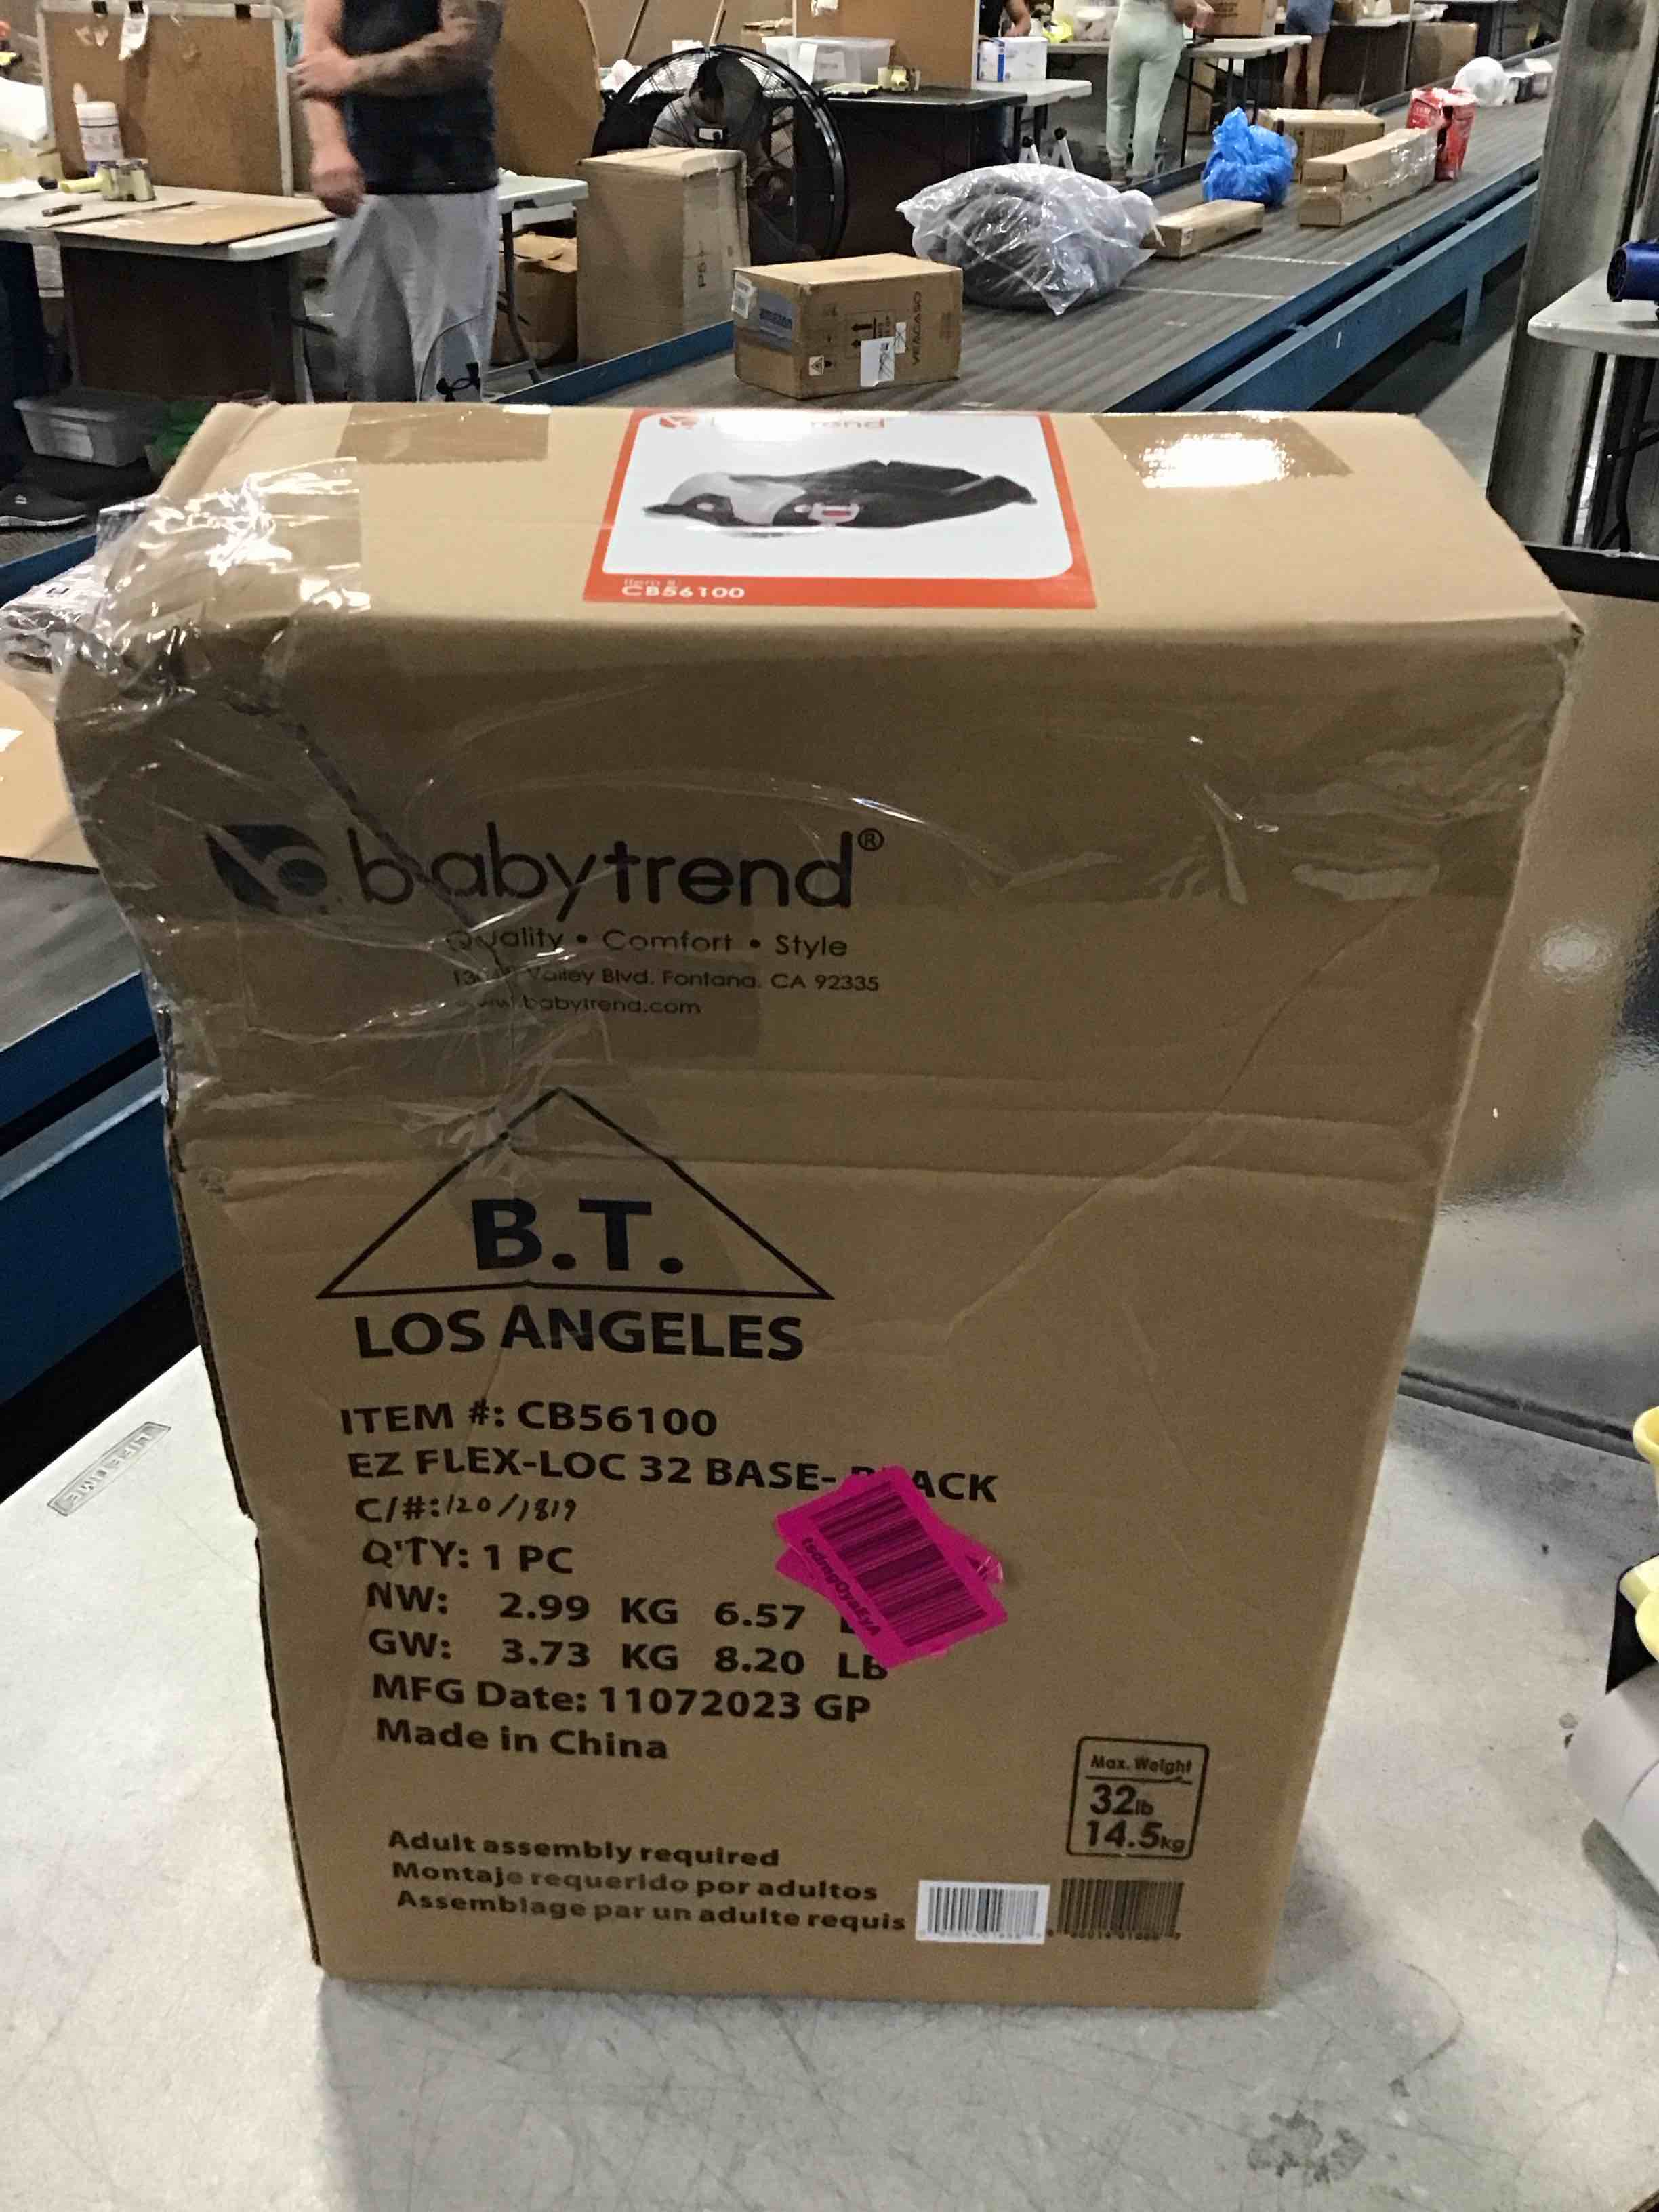 amazon
VEACASO
Item #
CB56100
babytrend®
Quality • Comfort • Style
Valley Blvd. Fontana, CA 92335
www.babytrend.com
B.T.
LOS ANGELES
ITEM #: CB56100
EZ FLEX-LOC 32 BASE-
C/#: 120/1819
Q'TY: 1 PC
NW: 2.99 KG 6.57
GW: 3.73 KG 8.20 LB
MFG Date: 11072023 GP
Made in China
Max. Weight
32lb
14.5kg
Adult assembly required
Montaje requerido por adultos
Assemblage par un adulte requis
LIFETIME